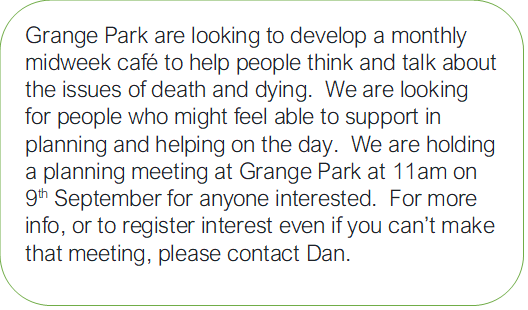 Grange Park are looking to develop a monthly
midweek café to help people think and talk about
the issues of death and dying.  We are looking
for people who might feel able to support in
planning and helping on the day.  We are holding
a planning meeting at Grange Park at 11am on
9th September for anyone interested.  For more
info, or to register interest even if you can’t make
that meeting, please contact Dan.